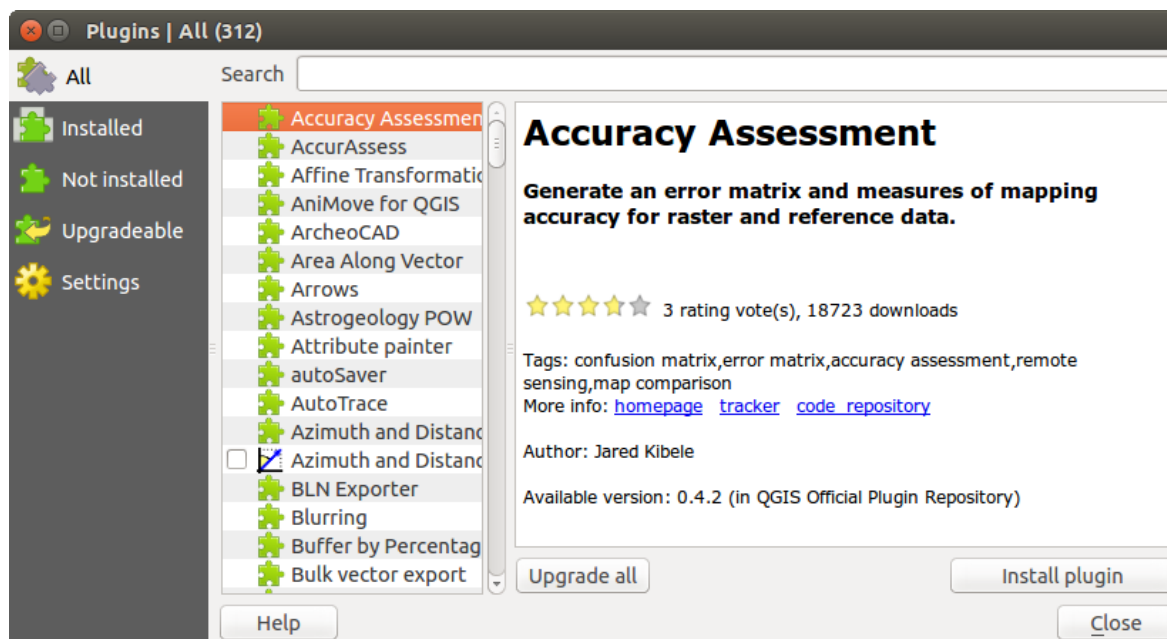 Plugins | All (312)
All
Installed
Not installed
Upgradeable
Settings
Search
Accuracy Assessmen
AccurAssess
Affine Transformatic
AniMove for QGIS
ArcheoCAD
Area Along Vector
Arrows
Astrogeology POW
Attribute painter
autoSaver
AutoTrace
Azimuth and Distanc
Azimuth and Distanc
BLN Exporter
Blurring
Buffer by Percentag
Bulk vector export
Accuracy Assessment
Generate an error matrix and measures of mapping
accuracy for raster and reference data.
3 rating vote(s), 18723 downloads
Tags: confusion matrix,error matrix,accuracy assessment,remote
sensing,map comparison
More info: homepage tracker code repository
Author: Jared Kibele
Available version: 0.4.2 (in QGIS Official Plugin Repository)
Upgrade all
Install plugin
Help
Close